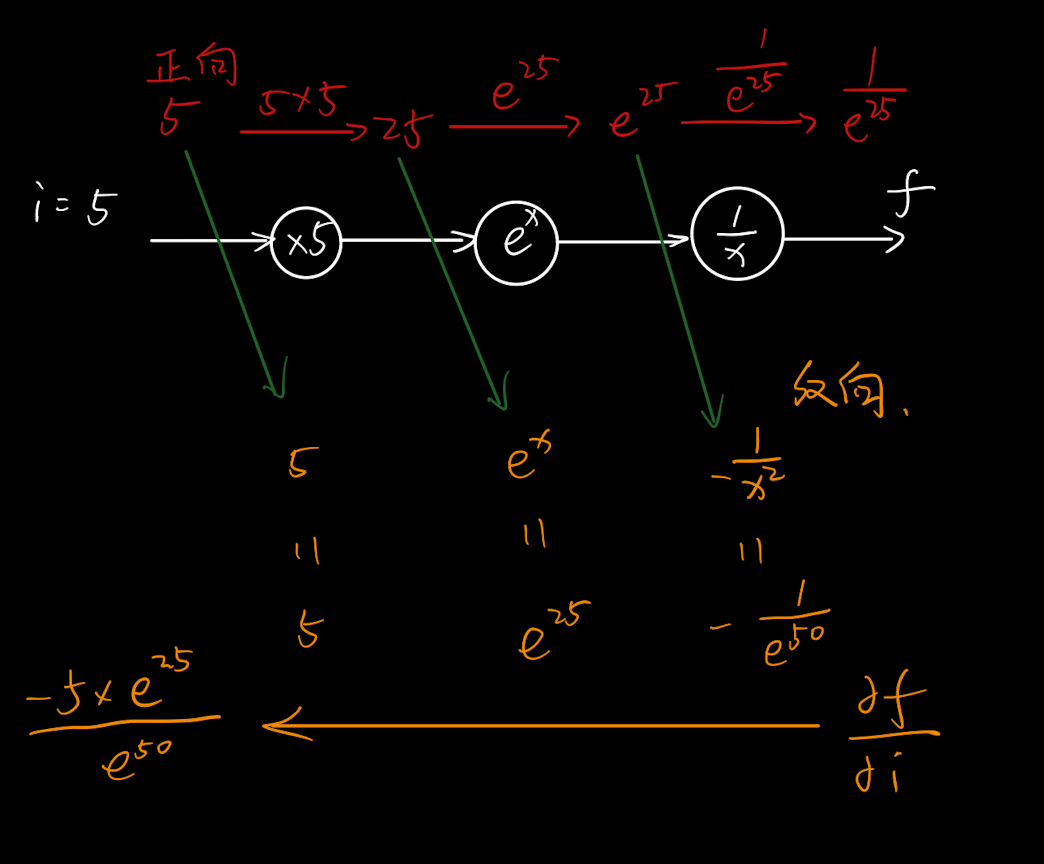 正向
5 5×5 25 e^25 e^25 1/e^25 1/e^25
i = 5 ×5 e^x 1/x f
反向.
5 e^x -1/x^2
= = =
5 e^25 -1/e^50
-5×e^25/e^50 ∂f/∂i